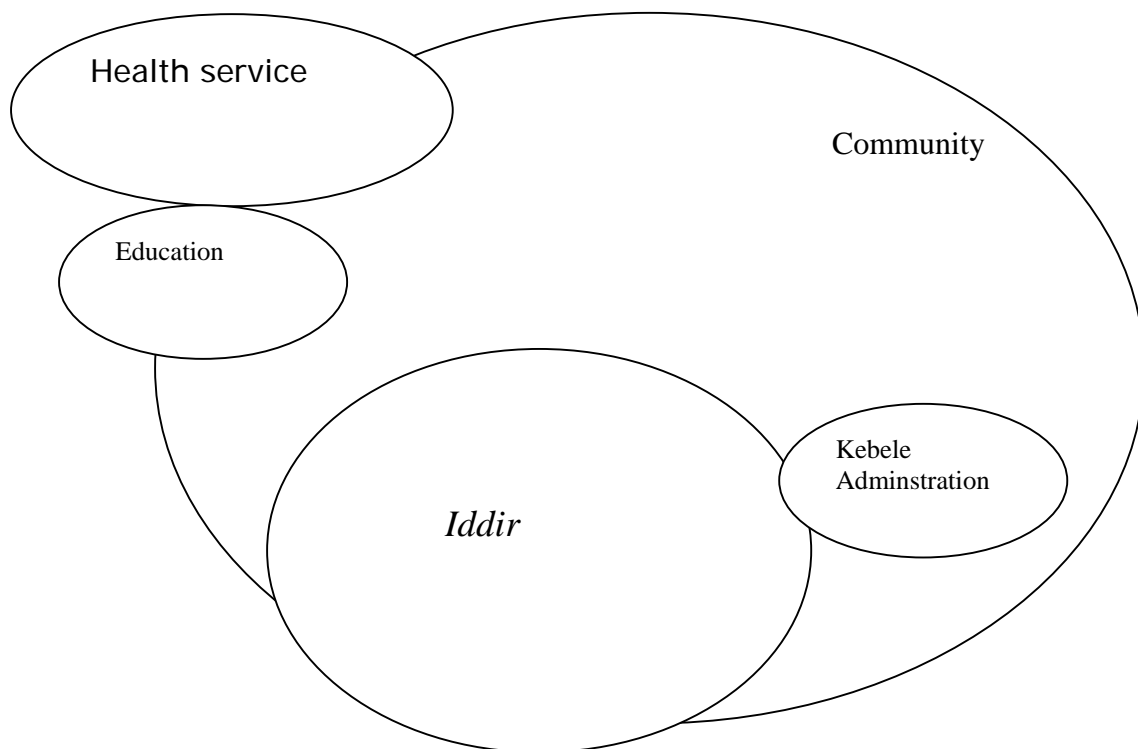 Health service
Community
Education
Kebele
Adminstration
Iddir